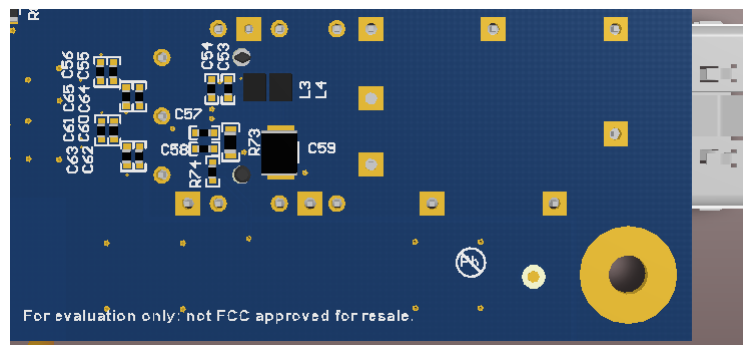 C56
C55
C54
C53
C65
C64
L3
L4
C57
C61
C60
R73
C59
C58
C63
C62
R74
For evaluation only; not FCC approved for resale.